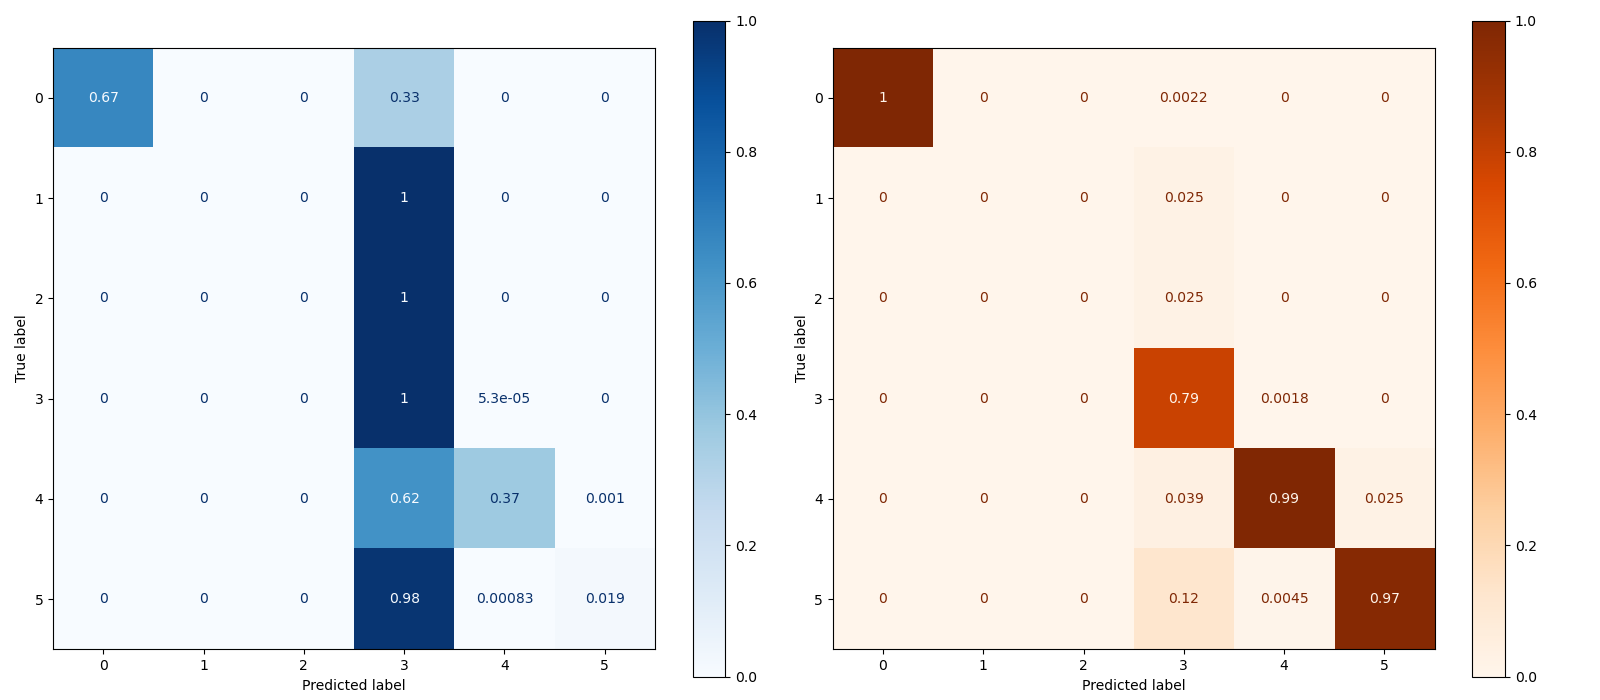 1.0
0.8
0.6
0.4
0.2
0.0
True label
0 0.67 0 0 0.33 0 0
1 0 0 0 1 0 0
2 0 0 0 1 0 0
3 0 0 0 1 5.3e-05 0
4 0 0 0 0.62 0.37 0.001
5 0 0 0 0.98 0.00083 0.019
0 1 2 3 4 5
Predicted label
1.0
0.8
0.6
0.4
0.2
0.0
True label
0 1 0 0 0.0022 0 0
1 0 0 0 0.025 0 0
2 0 0 0 0.025 0 0
3 0 0 0 0.79 0.0018 0
4 0 0 0 0.039 0.99 0.025
5 0 0 0 0.12 0.0045 0.97
0 1 2 3 4 5
Predicted label